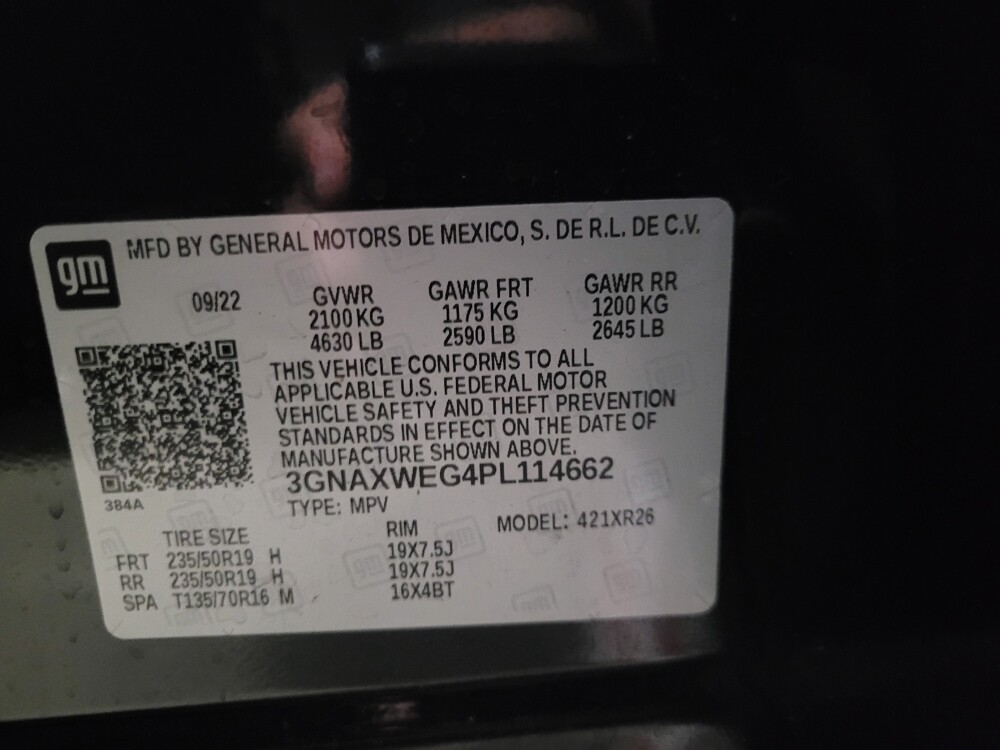 gm
MFD BY GENERAL MOTORS DE MEXICO, S. DE R.L. DE C.V.
09/22 GVWR GAWR FRT GAWR RR
2100 KG 1175 KG 1200 KG
4630 LB 2590 LB 2645 LB
THIS VEHICLE CONFORMS TO ALL
APPLICABLE U.S. FEDERAL MOTOR
VEHICLE SAFETY AND THEFT PREVENTION
STANDARDS IN EFFECT ON THE DATE OF
MANUFACTURE SHOWN ABOVE.
3GNAXWEG4PL114662
384A
TYPE: MPV MODEL: 421XR26
TIRE SIZE RIM
FRT 235/50R19 H 19X7.5J
RR 235/50R19 H 19X7.5J
SPA T135/70R16 M 16X4BT